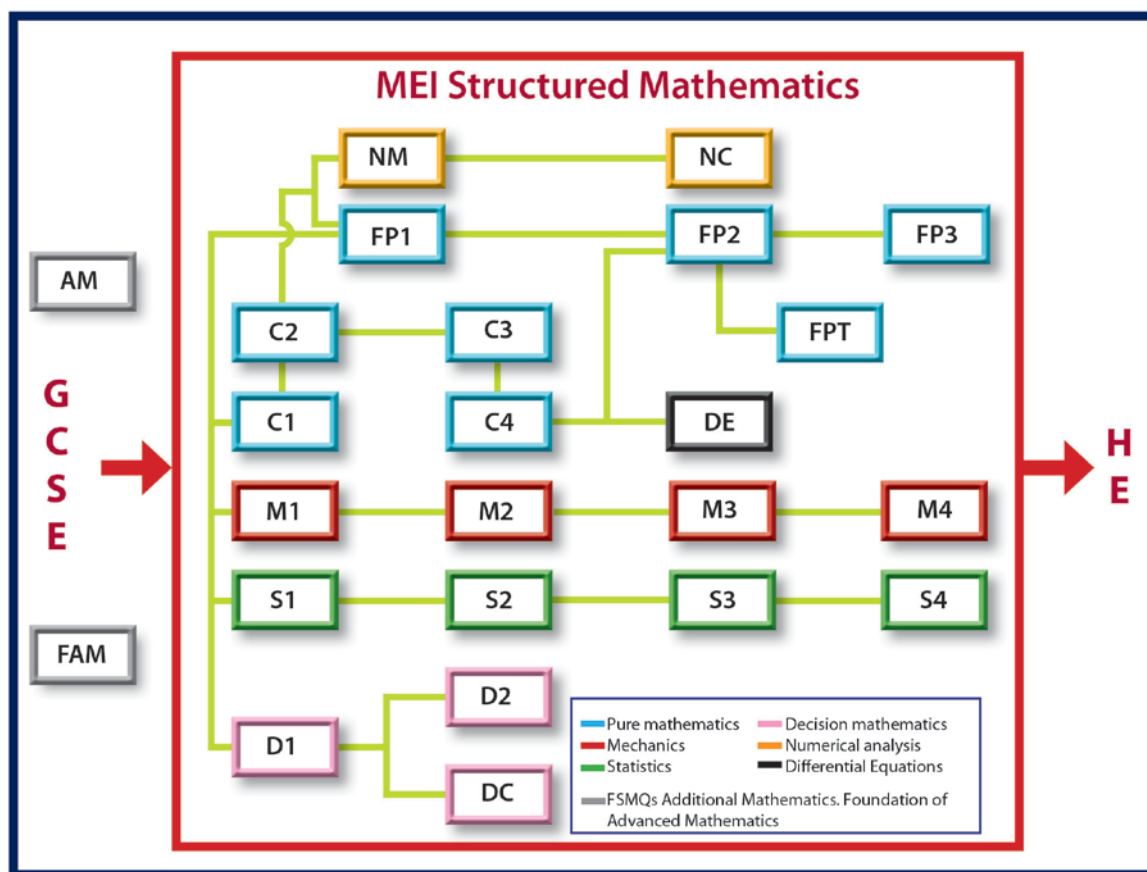 MEI Structured Mathematics
NM
NC
FP1
FP2
FP3
AM
C2
C3
FPT
G
C
S
E
C1
C4
DE
H
E
M1
M2
M3
M4
S1
S2
S3
S4
FAM
D2
D1
DC
Pure mathematics
Mechanics
Statistics
Decision mathematics
Numerical analysis
Differential Equations
FSMQs Additional Mathematics. Foundation of
Advanced Mathematics